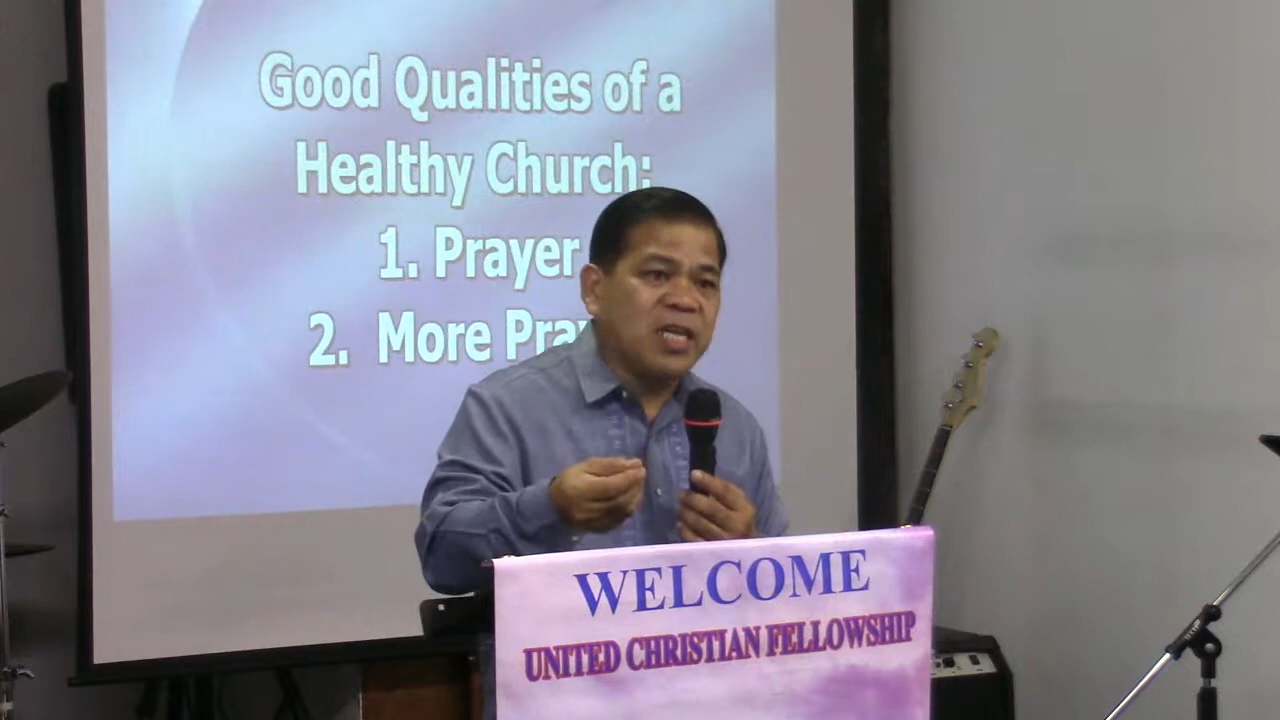 Good Qualities of a
Healthy Church:
1. Prayer
2. More
WELCOME
UNITED CHRISTIAN FELLOWSHIP